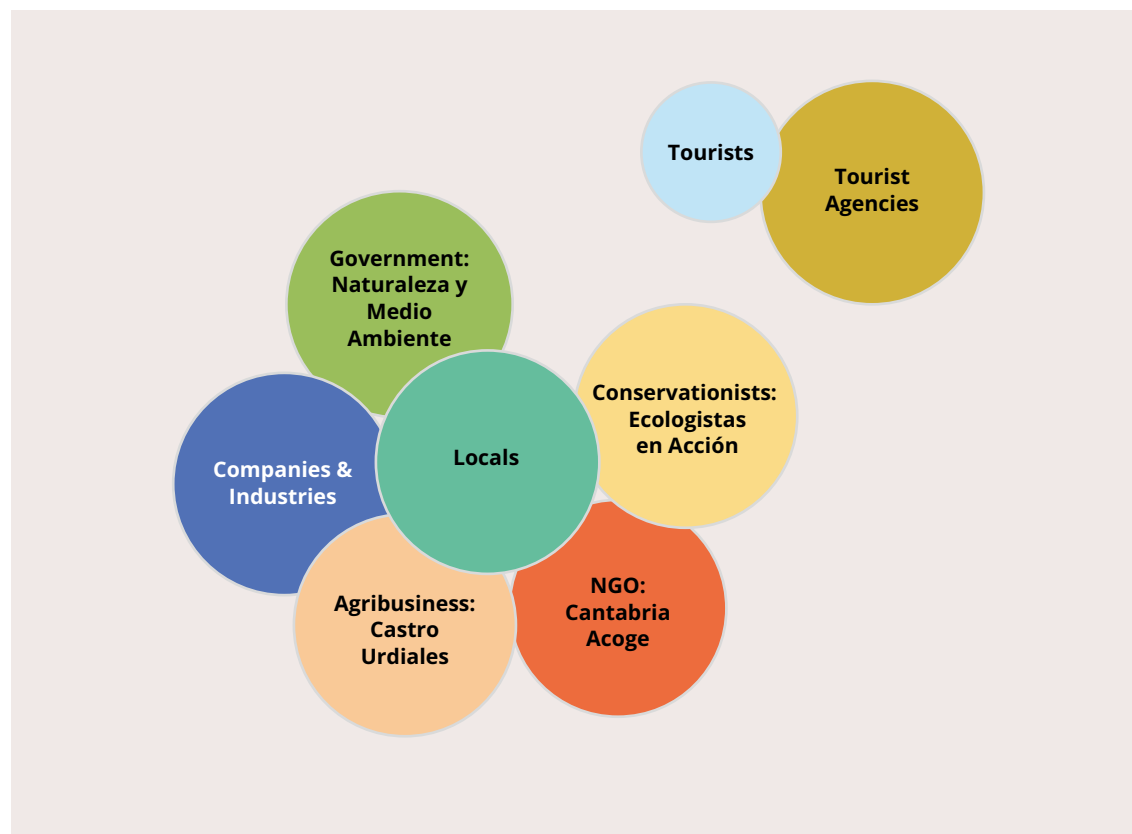 Tourists
Tourist
Agencies
Government:
Naturaleza y
Medio
Ambiente
Conservationists:
Ecologistas
en Acción
Locals
Companies &
Industries
NGO:
Cantabria
Acoge
Agribusiness:
Castro
Urdiales